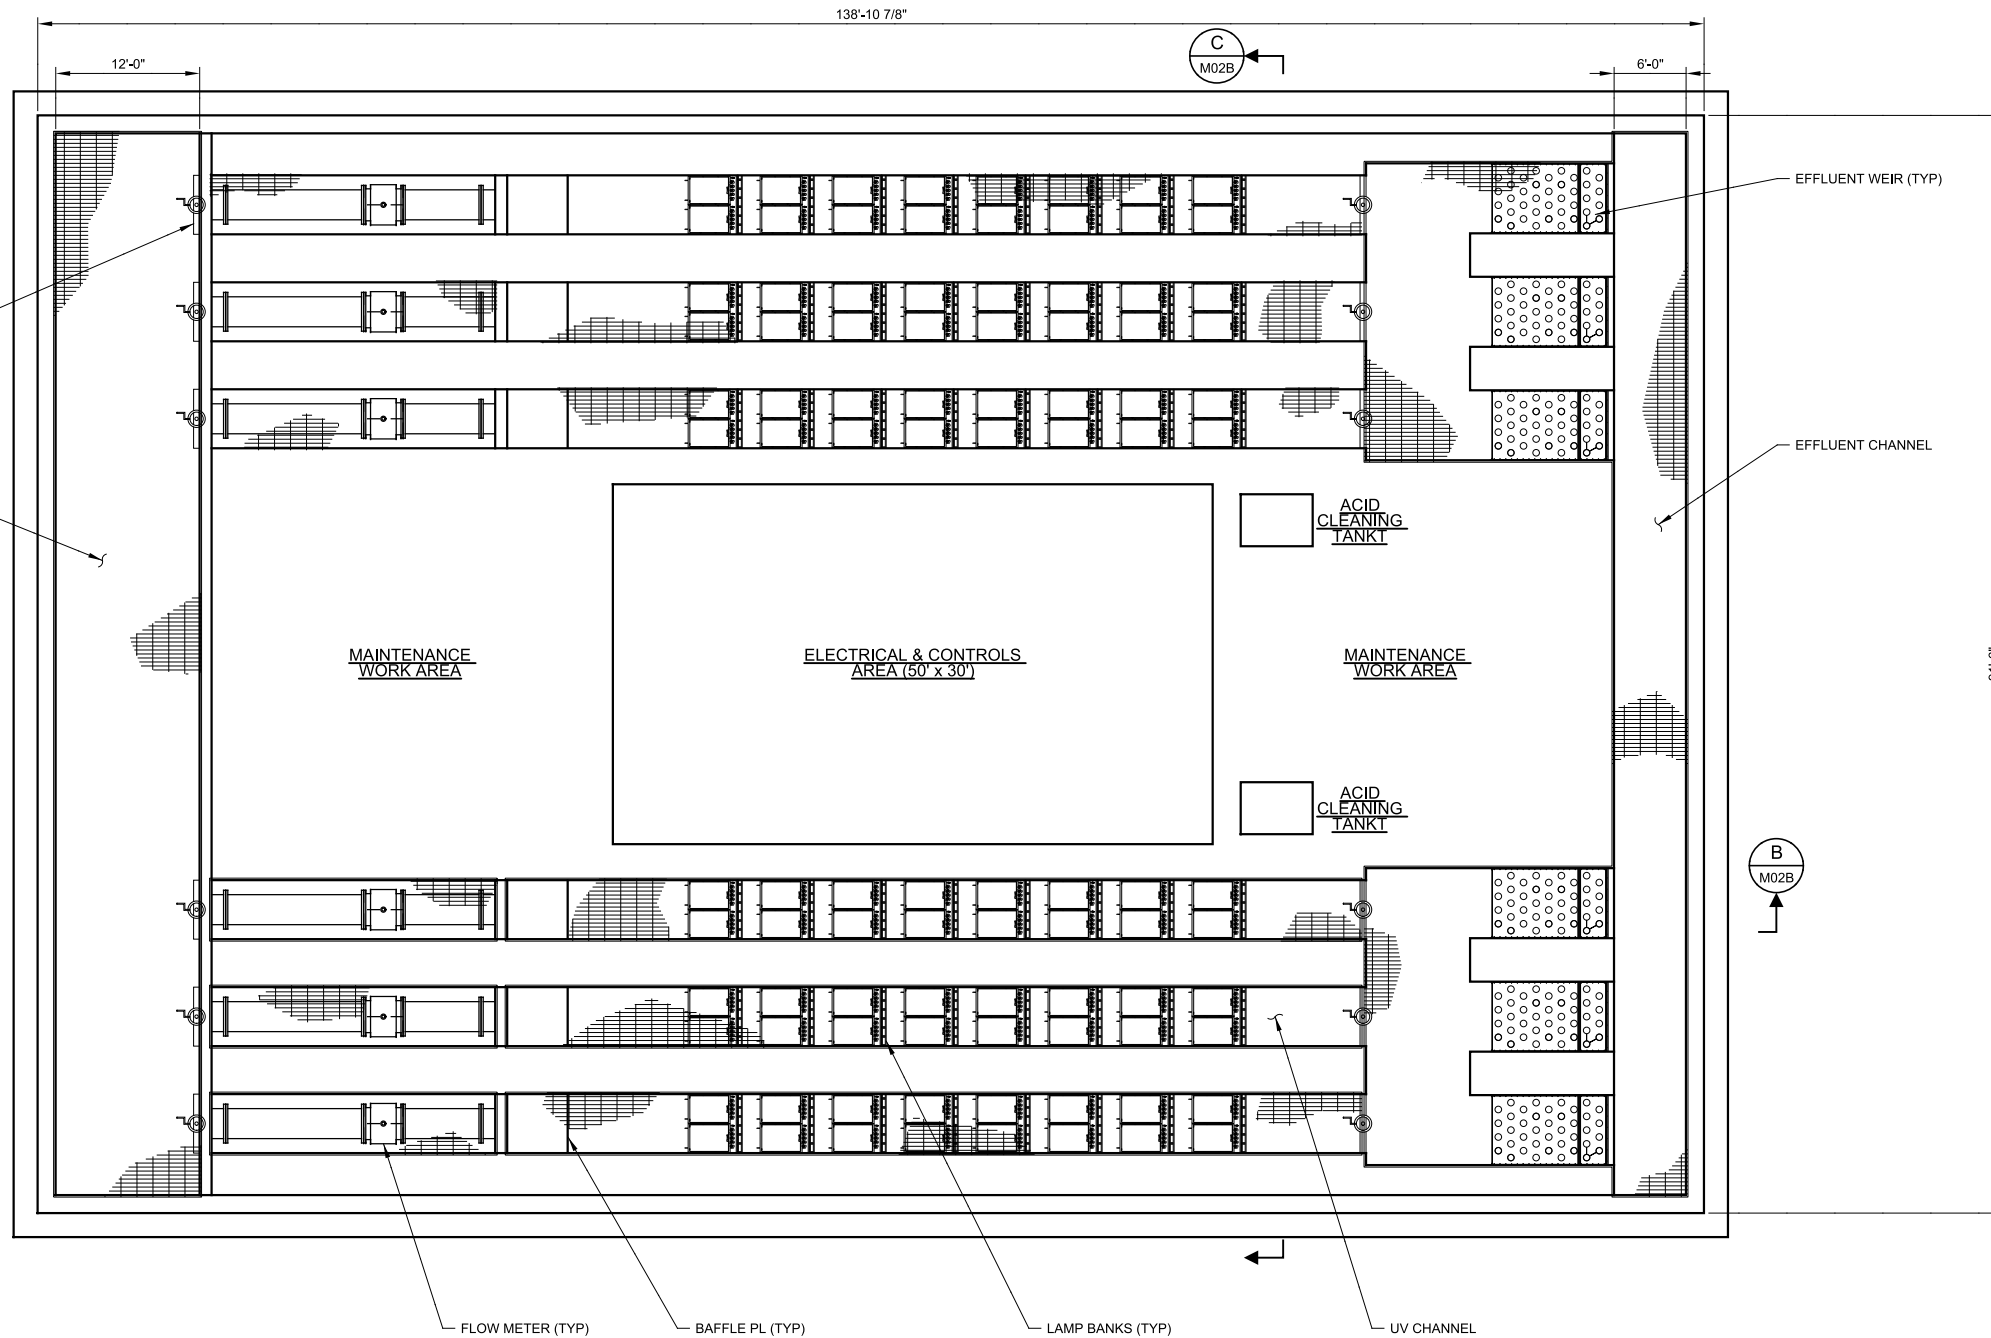 138'-10 7/8"
12'-0"
C
M02B
6'-0"
EFFLUENT WEIR (TYP)
EFFLUENT CHANNEL
ACID
CLEANING
TANKT
MAINTENANCE
WORK AREA
ELECTRICAL & CONTROLS
AREA (50' x 30')
MAINTENANCE
WORK AREA
ACID
CLEANING
TANKT
B
M02B
FLOW METER (TYP)
BAFFLE PL (TYP)
LAMP BANKS (TYP)
UV CHANNEL